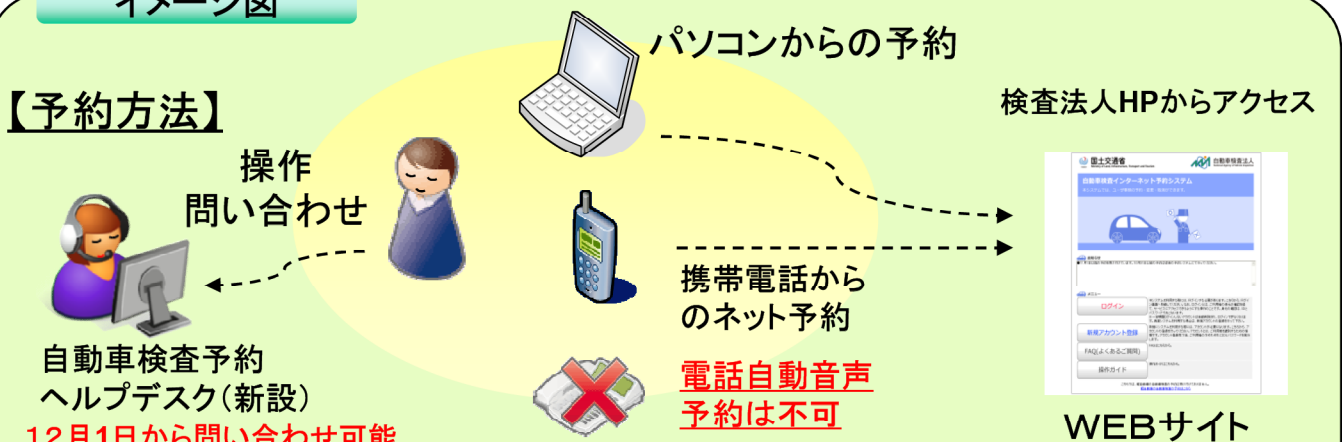 イメージ図
パソコンからの予約
検査法人HPからアクセス
【予約方法】
操作
問い合わせ
国土交通省
自動車検査法人
自動車検査インターネット予約システム
メニュー
ログイン
新規アカウント登録
FAQ(よくあるご質問)
操作ガイド
携帯電話から
のネット予約
自動車検査予約
ヘルプデスク（新設）
12月1日から問い合わせ可能
電話自動音声
予約は不可
WEBサイト